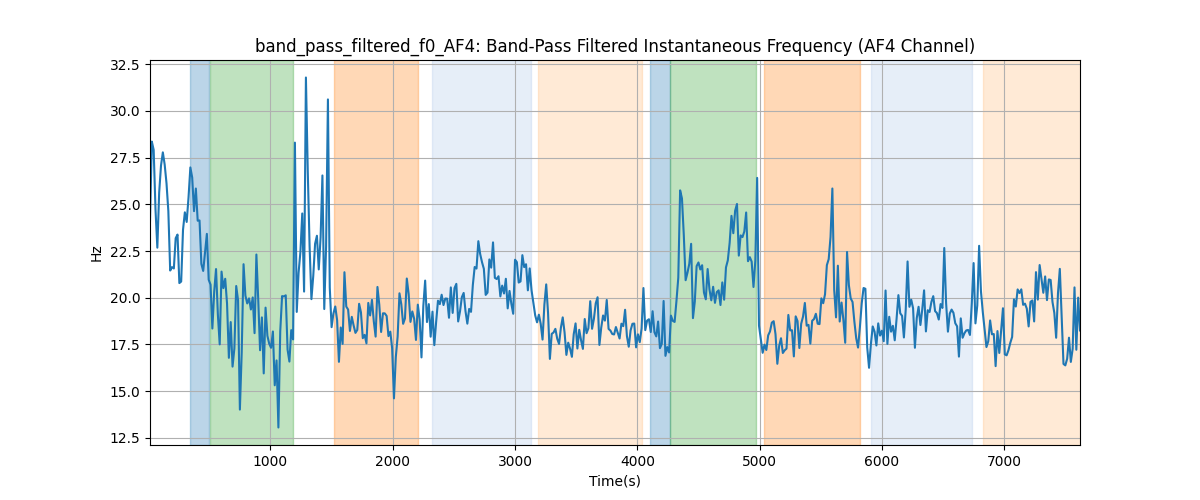 band_pass_filtered_f0_AF4: Band-Pass Filtered Instantaneous Frequency (AF4 Channel)
32.5
30.0
27.5
25.0
22.5
20.0
17.5
15.0
12.5
Hz
1000 2000 3000 4000 5000 6000 7000
Time(s)